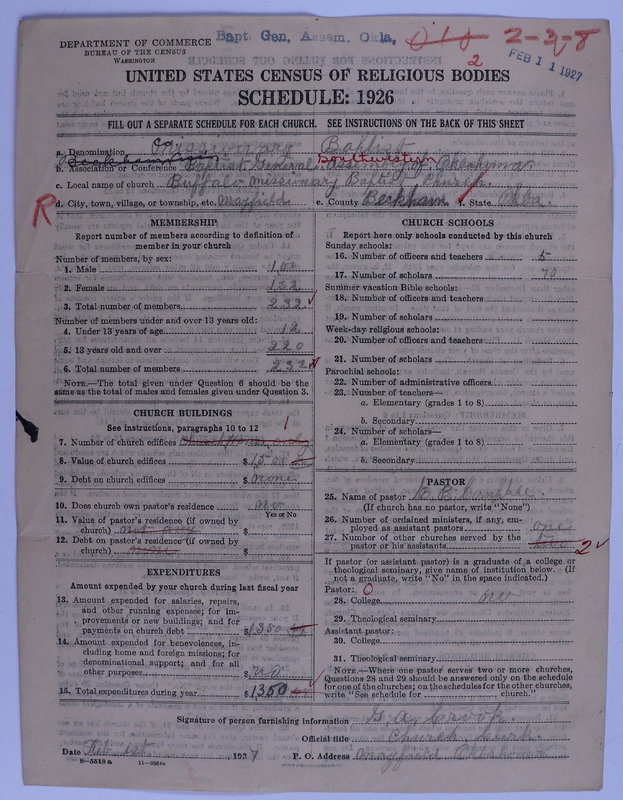 DEPARTMENT OF COMMERCE
BUREAU OF THE CENSUS
WASHINGTON
Bapt. Gen. Assem. Okla.
2-3-8
2
FEB 11 1927
UNITED STATES CENSUS OF RELIGIOUS BODIES
SCHEDULE: 1926
FILL OUT A SEPARATE SCHEDULE FOR EACH CHURCH. SEE INSTRUCTIONS ON THE BACK OF THIS SHEET
a. Denomination Missionary Baptist
Southwestern
b. Association or Conference Baptist General Assembly of Oklahoma
c. Local name of church Buffalo Missionary Baptist Church
R
d. City, town, village, or township, etc. Mayfield e. County Beckham f. State Okla.
MEMBERSHIP
Report number of members according to definition of member in your church
Number of members, by sex:
1. Male
2. Female
3. Total number of members 232
Number of members under and over 13 years old:
4. Under 13 years of age 12
5. 13 years old and over 220
6. Total number of members 232
NOTE.—The total given under Question 6 should be the
same as the total of males and females given under Question 3.
CHURCH BUILDINGS
See instructions, paragraphs 10 to 12
1
7. Number of church edifices
8. Value of church edifices $1500
9. Debt on church edifices $ none
10. Does church own pastor's residence no
Yes or No
11. Value of pastor's residence (if owned by
church) not any $
12. Debt on pastor's residence (if owned by
church) none $
EXPENDITURES
Amount expended by your church during last fiscal year
13. Amount expended for salaries, repairs,
and other running expenses; for im-
provements or new buildings; and for
payments on church debt $1350
14. Amount expended for benevolences, in-
cluding home and foreign missions; for
denominational support; and for all
other purposes $ no
15. Total expenditures during year $1350
CHURCH SCHOOLS
Report here only schools conducted by this church
Sunday schools:
16. Number of officers and teachers 5
17. Number of scholars 70
Summer vacation Bible schools:
18. Number of officers and teachers
19. Number of scholars
Week-day religious schools:
20. Number of officers and teachers
21. Number of scholars
Parochial schools:
22. Number of administrative officers
23. Number of teachers—
a. Elementary (grades 1 to 8)
b. Secondary
24. Number of scholars—
a. Elementary (grades 1 to 8)
b. Secondary
PASTOR
25. Name of pastor
(If church has no pastor, write "None")
26. Number of ordained ministers, if any, em-
ployed as assistant pastors one
27. Number of other churches served by the
pastor or his assistants two 2
If pastor (or assistant pastor) is a graduate of a college or
theological seminary, give name of institution below. (If
not a graduate, write "No" in the space indicated.)
Pastor: O
28. College no
29. Theological seminary
Assistant pastor:
30. College
31. Theological seminary
NOTE.—Where one pastor serves two or more churches,
Questions 28 and 29 should be answered only on the schedule
for one of the churches; on the schedules for the other churches,
write "See schedule for church."
Signature of person furnishing information G. A. Crook
Official title Church Clerk
Date Feb 1st, 1927 P. O. Address Mayfield Oklahoma
8—5518a 11—9554a